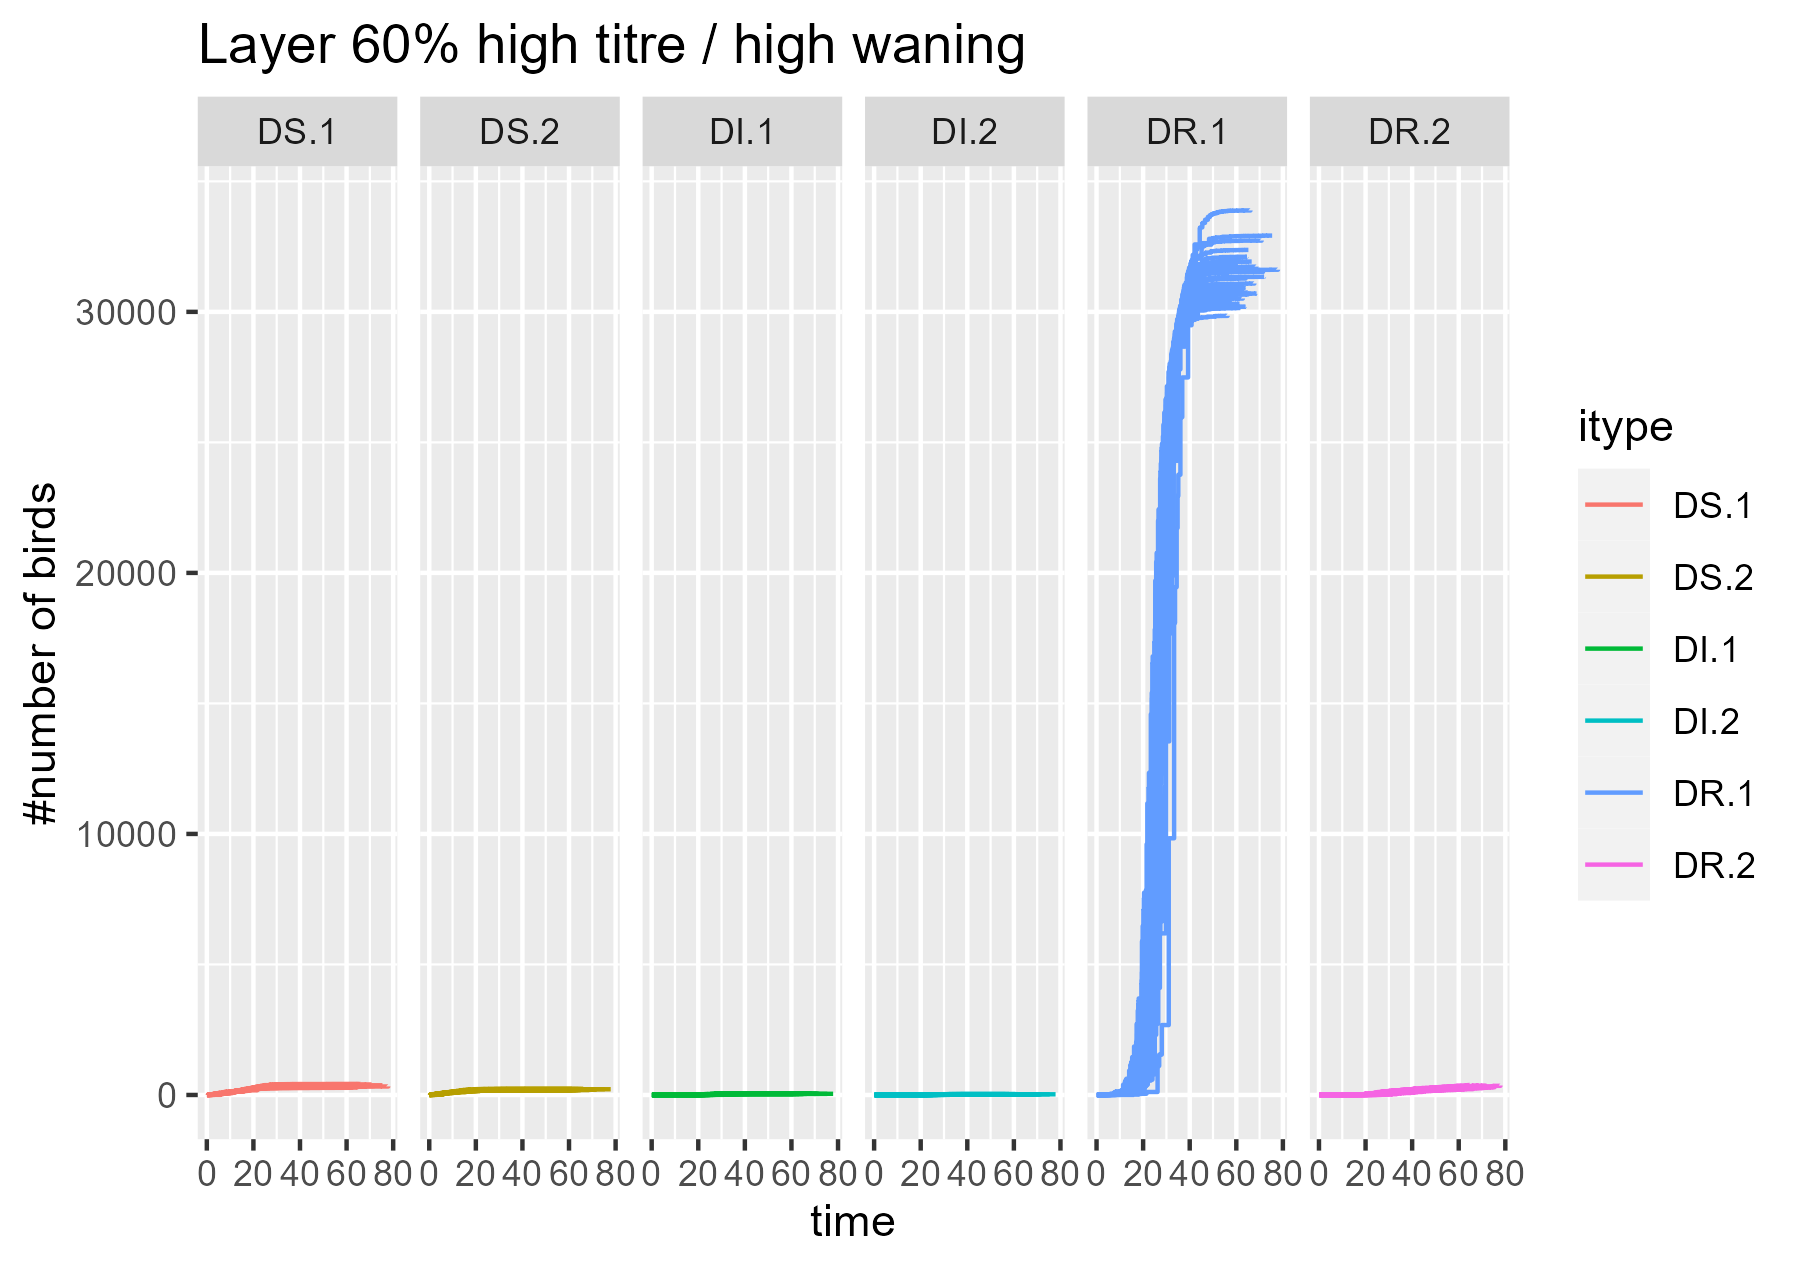 Layer 60% high titre / high waning
DS.1 DS.2 DI.1 DI.2 DR.1 DR.2
30000
20000
10000
0
#number of birds
0 20 40 60 80 0 20 40 60 80 0 20 40 60 80 0 20 40 60 80 0 20 40 60 80 0 20 40 60 80
time
itype
DS.1
DS.2
DI.1
DI.2
DR.1
DR.2